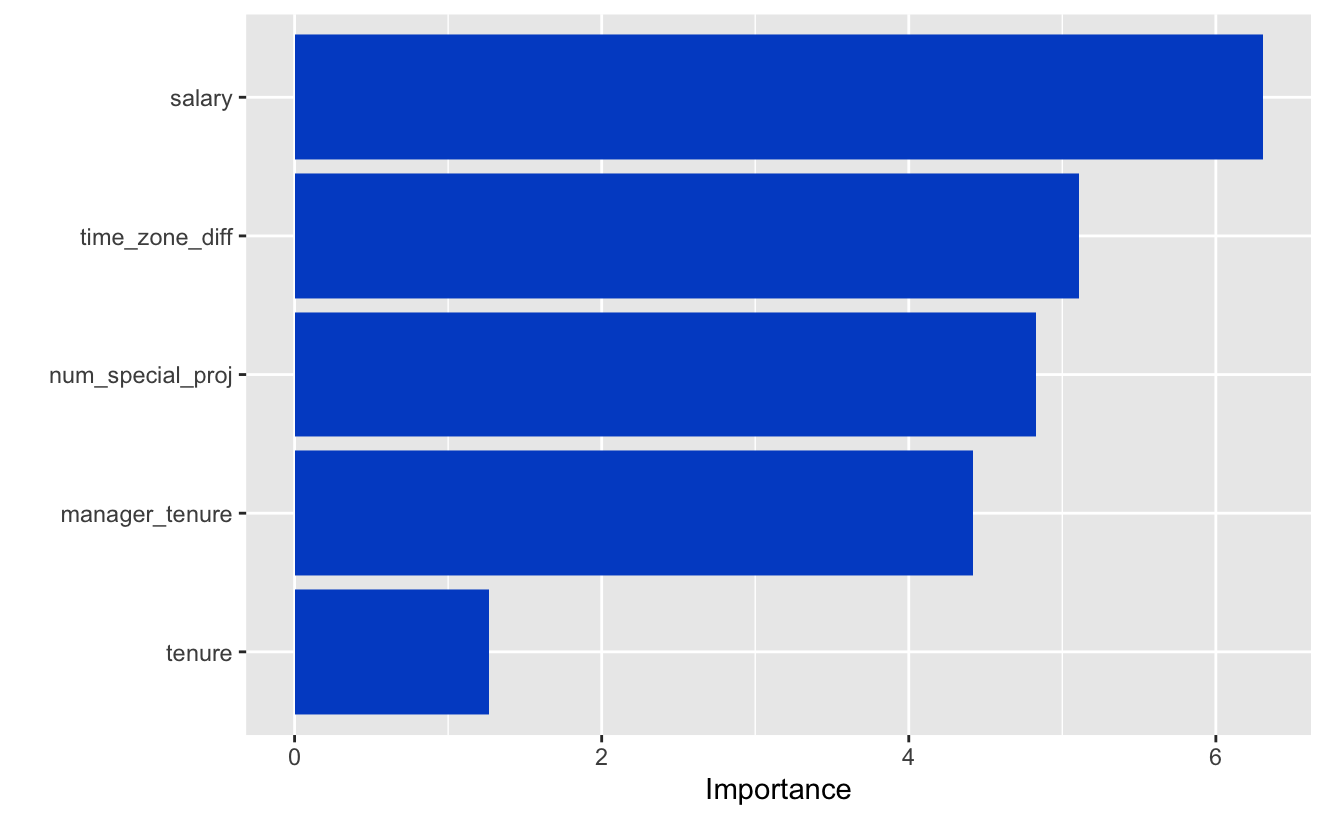 salary
time_zone_diff
num_special_proj
manager_tenure
tenure
0 2 4 6
Importance